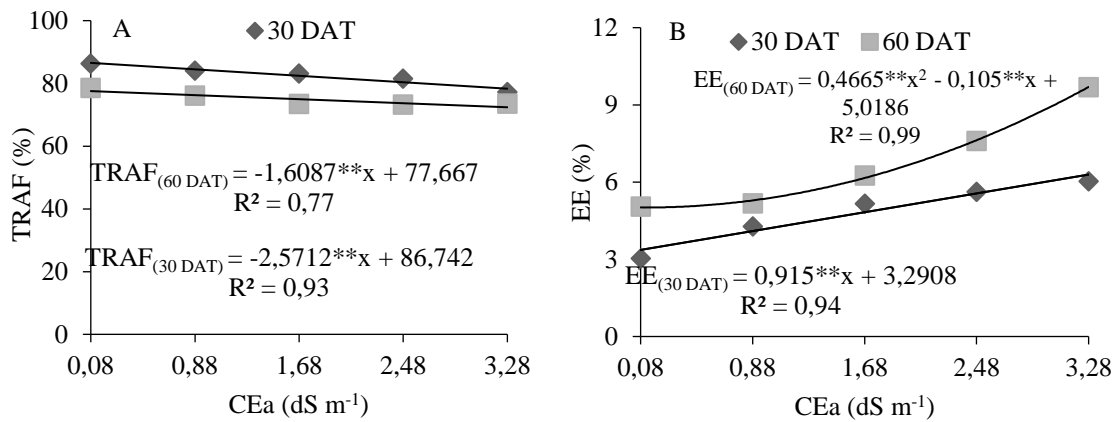 A
30 DAT
100
80
60
40
20
0
TRAF (%)
TRAF(60 DAT) = -1,6087**x + 77,667
R² = 0,77
TRAF(30 DAT) = -2,5712**x + 86,742
R² = 0,93
0,08 0,88 1,68 2,48 3,28
CEa (dS m⁻¹)
B
30 DAT 60 DAT
12
9
6
3
0
EE (%)
EE(60 DAT) = 0,4665**x² - 0,105**x +
5,0186
R² = 0,99
EE(30 DAT) = 0,915**x + 3,2908
R² = 0,94
0,08 0,88 1,68 2,48 3,28
CEa (dS m⁻¹)